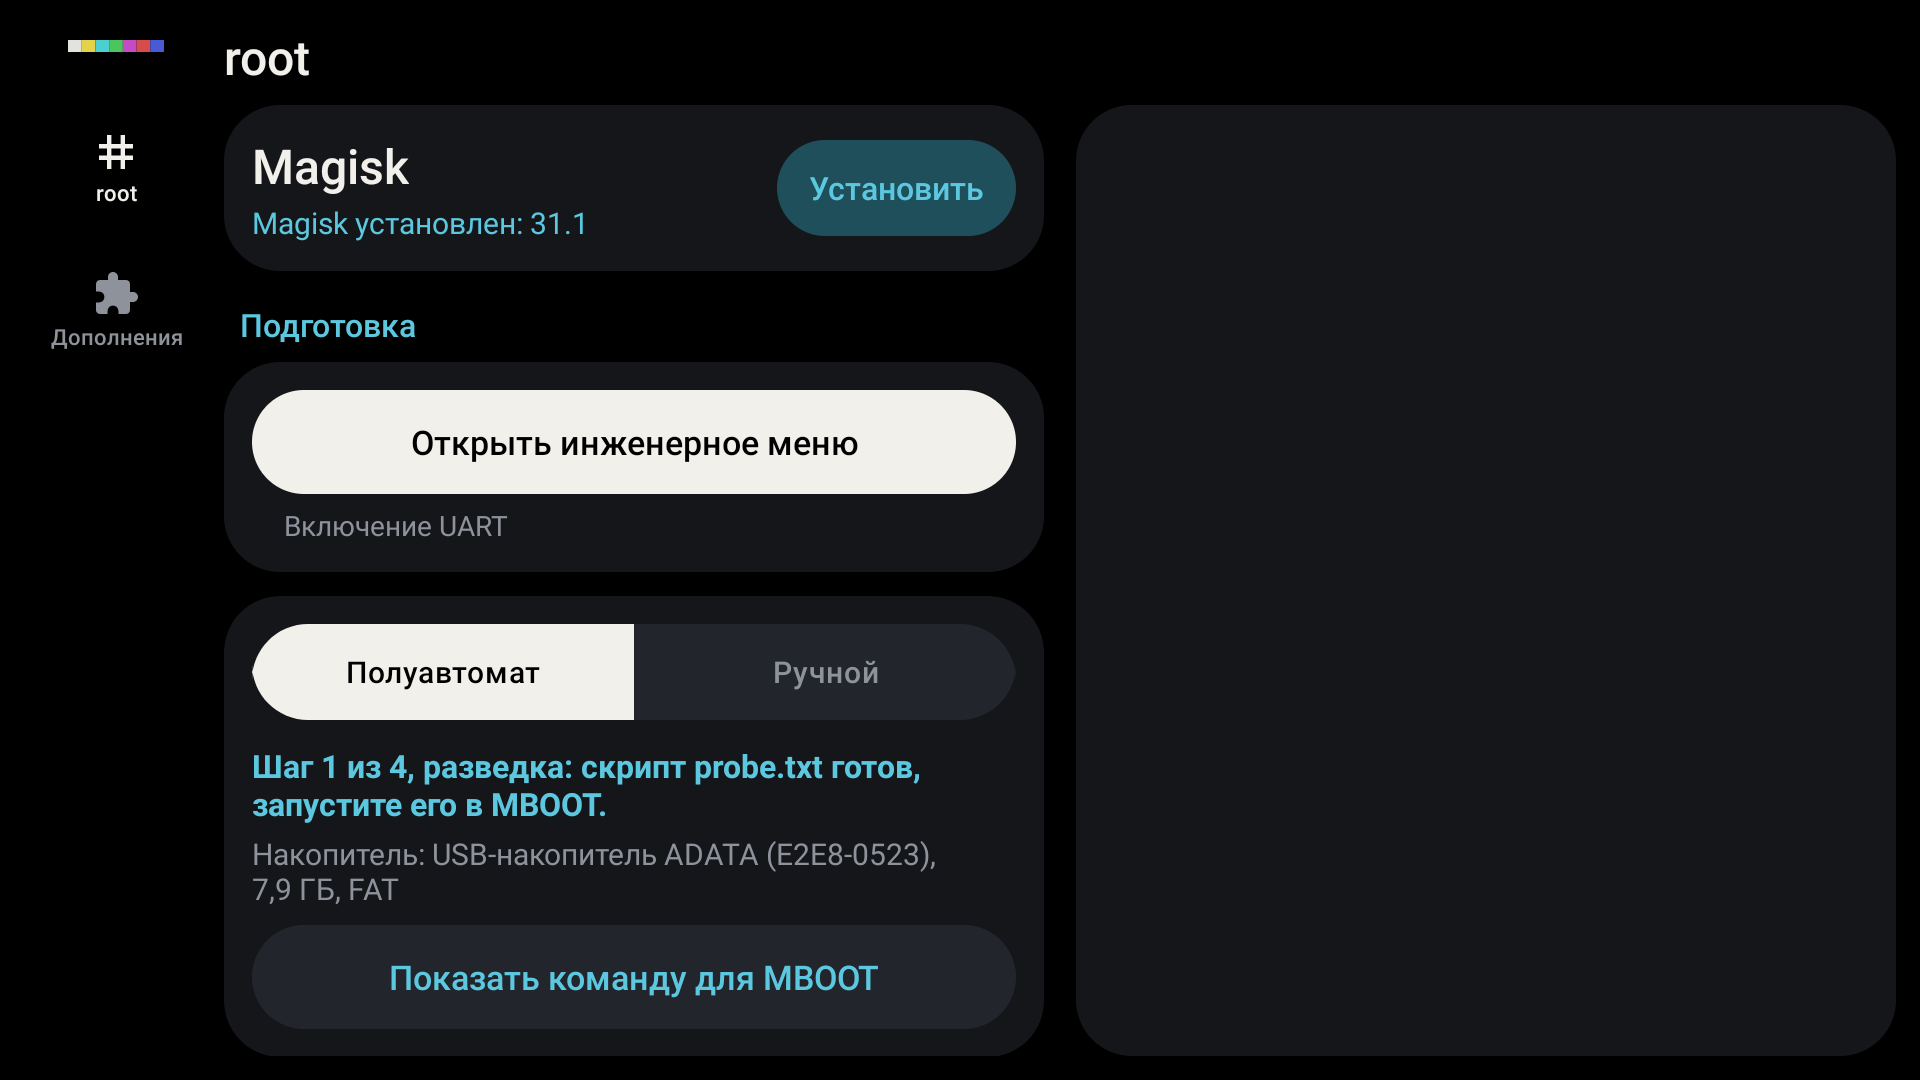 root
root
Дополнения
Magisk
Magisk установлен: 31.1
Установить
Подготовка
Открыть инженерное меню
Включение UART
Полуавтомат
Ручной
Шаг 1 из 4, разведка: скрипт probe.txt готов,
запустите его в MBOOT.
Накопитель: USB-накопитель ADATA (E2E8-0523),
7,9 ГБ, FAT
Показать команду для MBOOT